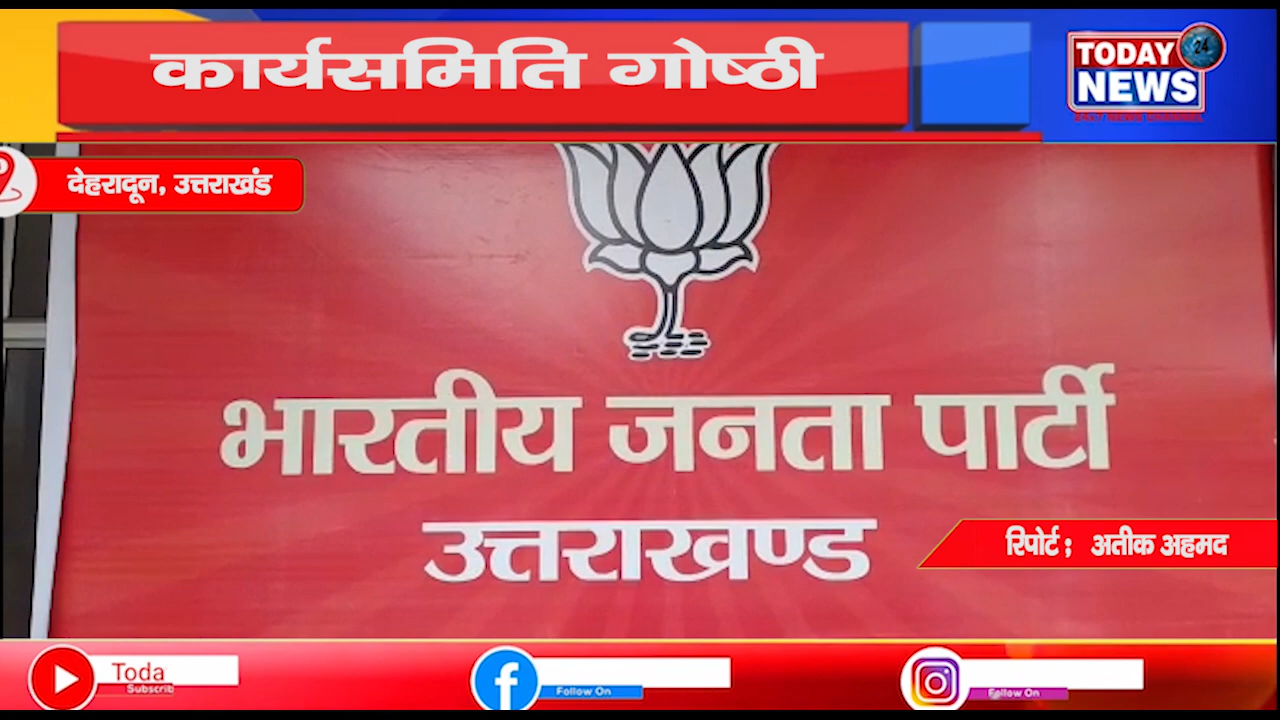 कार्यसमिति गोष्ठी
TODAY 24
NEWS
देहरादून, उत्तराखंड
भारतीय जनता पार्टी
उत्तराखण्ड
रिपोर्ट ; अतीक अहमद
Toda
Subscrib
Follow On
Follow On